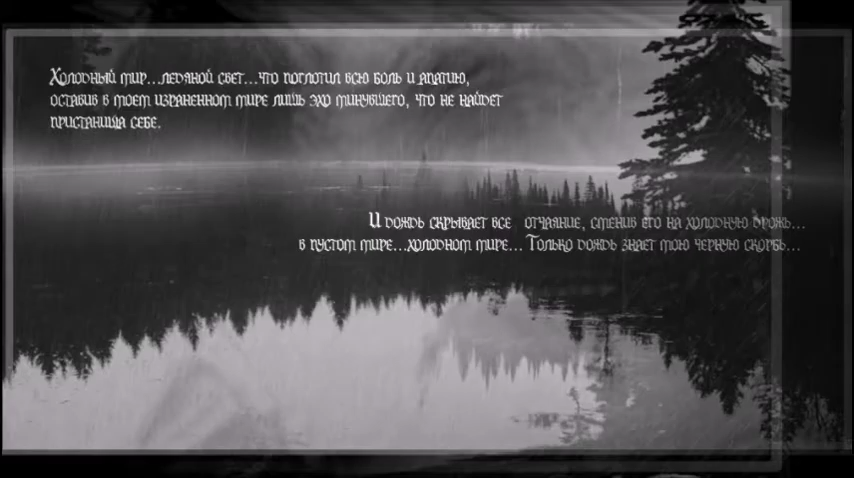 Холодный мир...ледяной свет...что поглотил всю боль и апатию,
оставив в моем израненном мире лишь эхо минувшего, что не найдет
пристанища себе.
И дождь скрывает все отчаяние, сменив его на холодную дрожь...
в пустом мире...холодном мире... Только дождь знает мою черную скорбь...